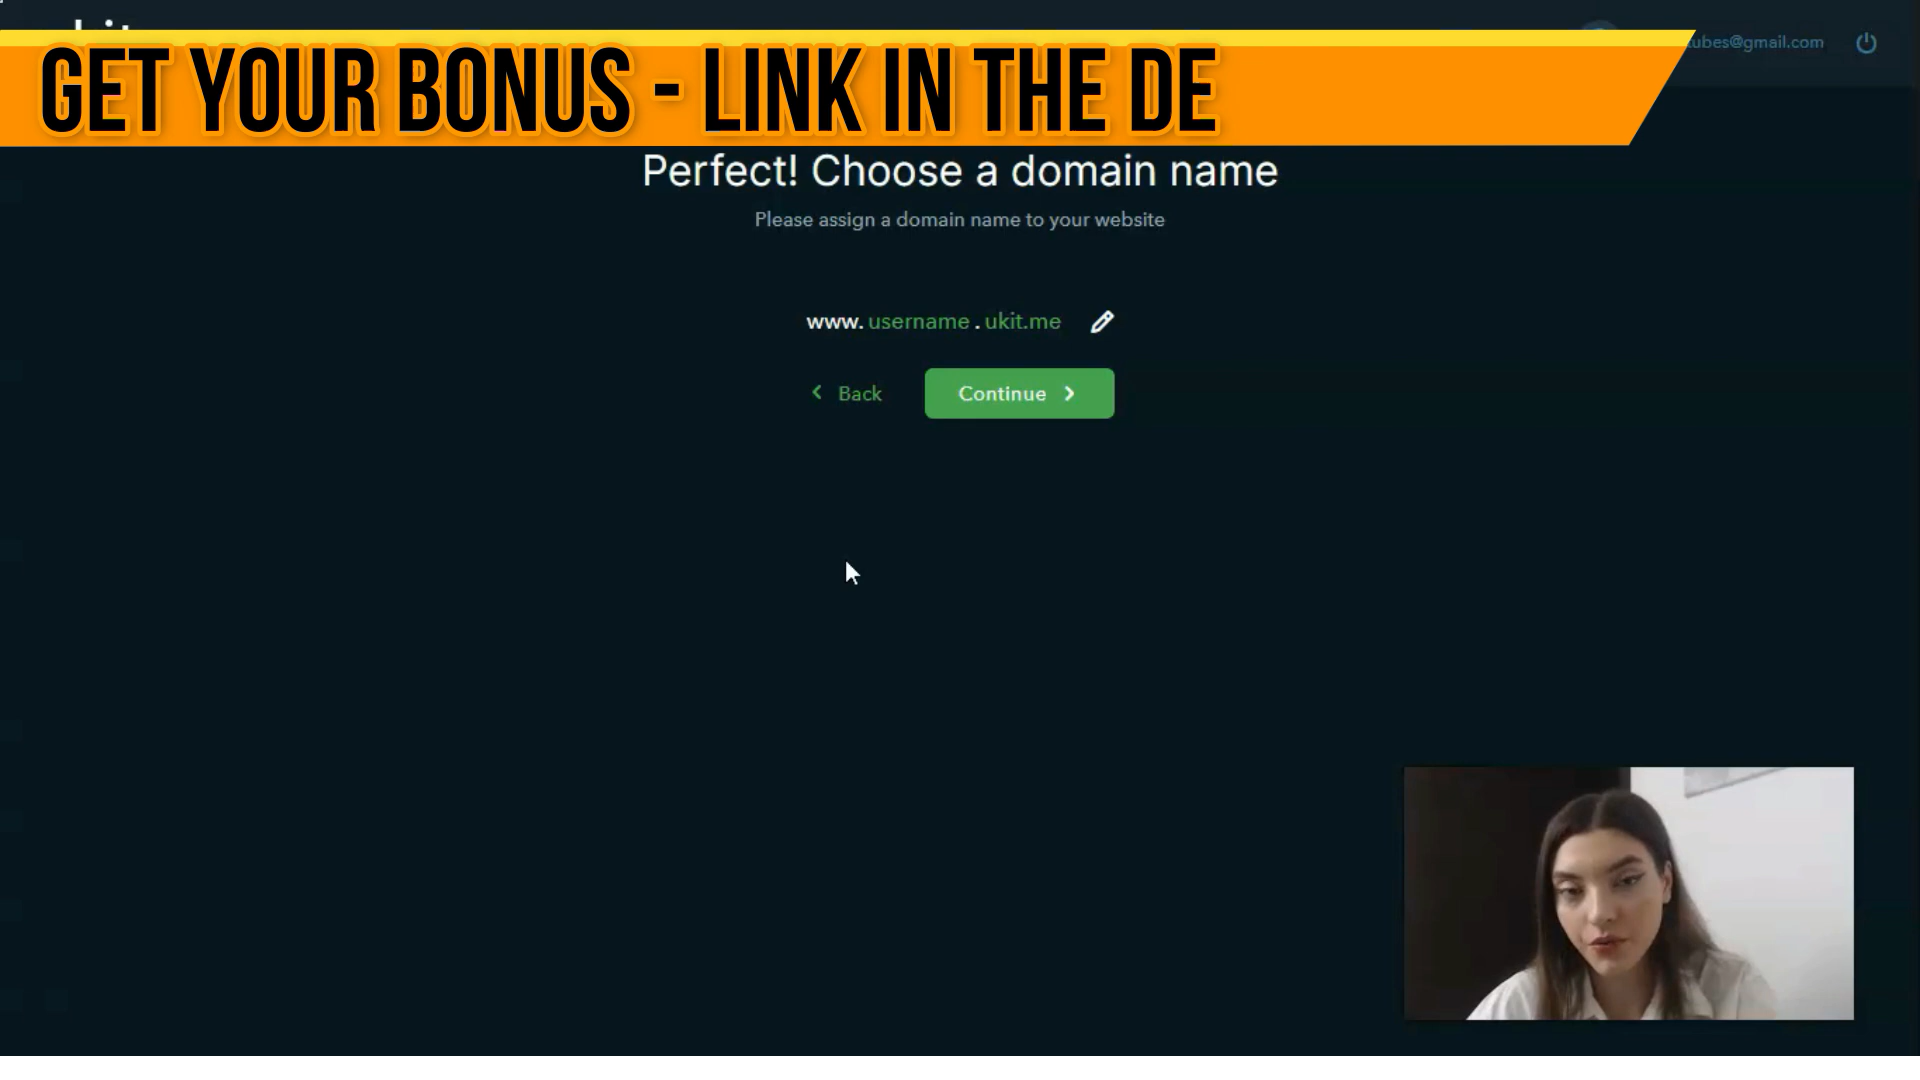 GET YOUR BONUS - LINK IN THE DE
Perfect! Choose a domain name
Please assign a domain name to your website
www. username . ukit.me
Back
Continue